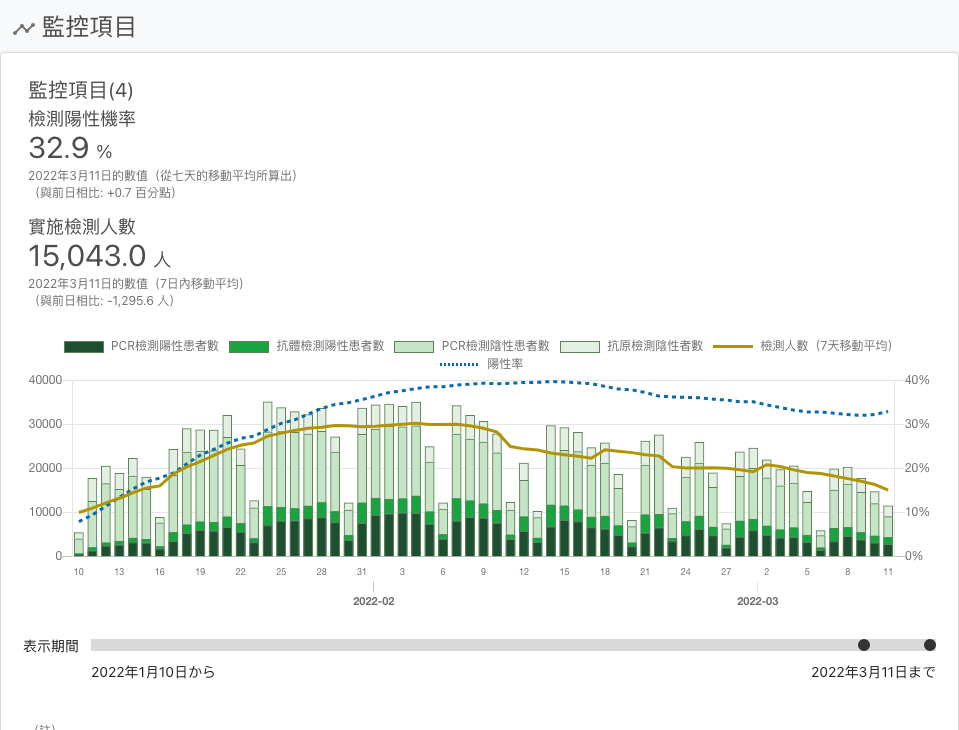 監控項目
監控項目(4)
檢測陽性機率
32.9 %
2022年3月11日的數值（從七天的移動平均所算出）
（與前日相比: +0.7 百分點）
實施檢測人數
15,043.0 人
2022年3月11日的數值（7日內移動平均）
（與前日相比: -1,295.6 人）
PCR檢測陽性患者數 抗體檢測陽性患者數 PCR檢測陰性患者數 抗原檢測陰性者數 檢測人數（7天移動平均）
陽性率
40000 40%
30000 30%
20000 20%
10000 10%
0 0%
10 13 16 19 22 25 28 31 3 6 9 12 15 18 21 24 27 2 5 8 11
2022-02 2022-03
表示期間
2022年1月10日から 2022年3月11日まで
（註）